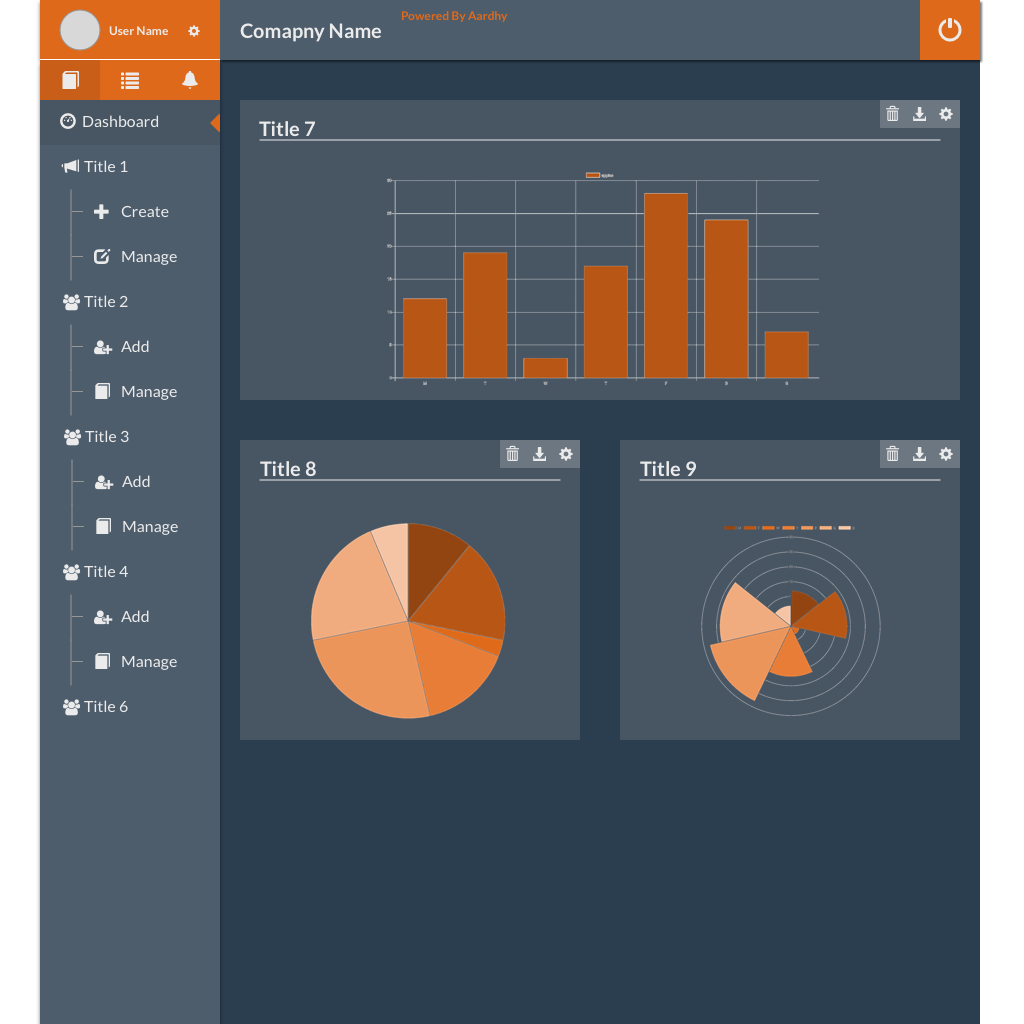 User Name
Comapny Name
Powered By Aardhy
Dashboard
Title 1
Create
Manage
Title 2
Add
Manage
Title 3
Add
Manage
Title 4
Add
Manage
Title 6
Title 7
apples
M T W T F S S
Title 8
Title 9